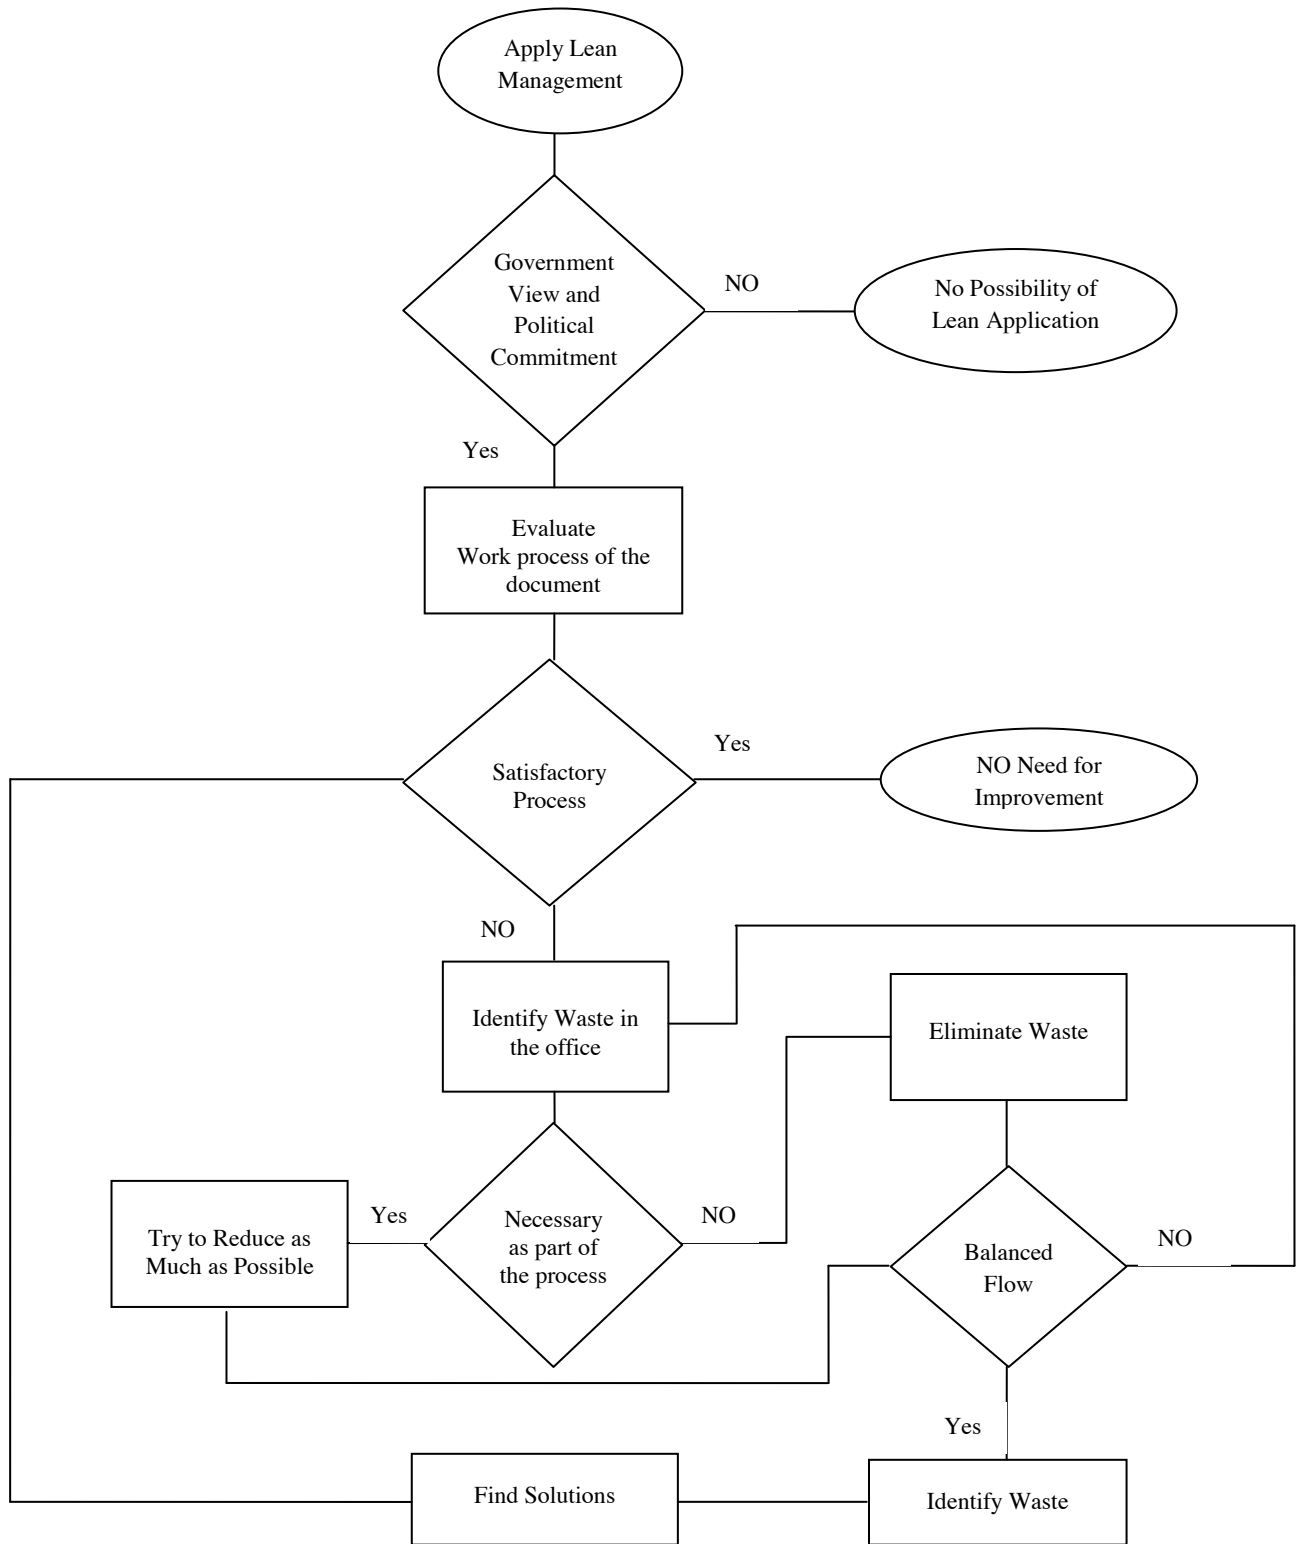 Apply Lean
Management
Government
View and
Political
Commitment
NO
No Possibility of
Lean Application
Yes
Evaluate
Work process of the
document
Satisfactory
Process
Yes
NO Need for
Improvement
NO
Identify Waste in
the office
Eliminate Waste
Try to Reduce as
Much as Possible
Yes
Necessary
as part of
the process
NO
Balanced
Flow
NO
Yes
Find Solutions
Identify Waste